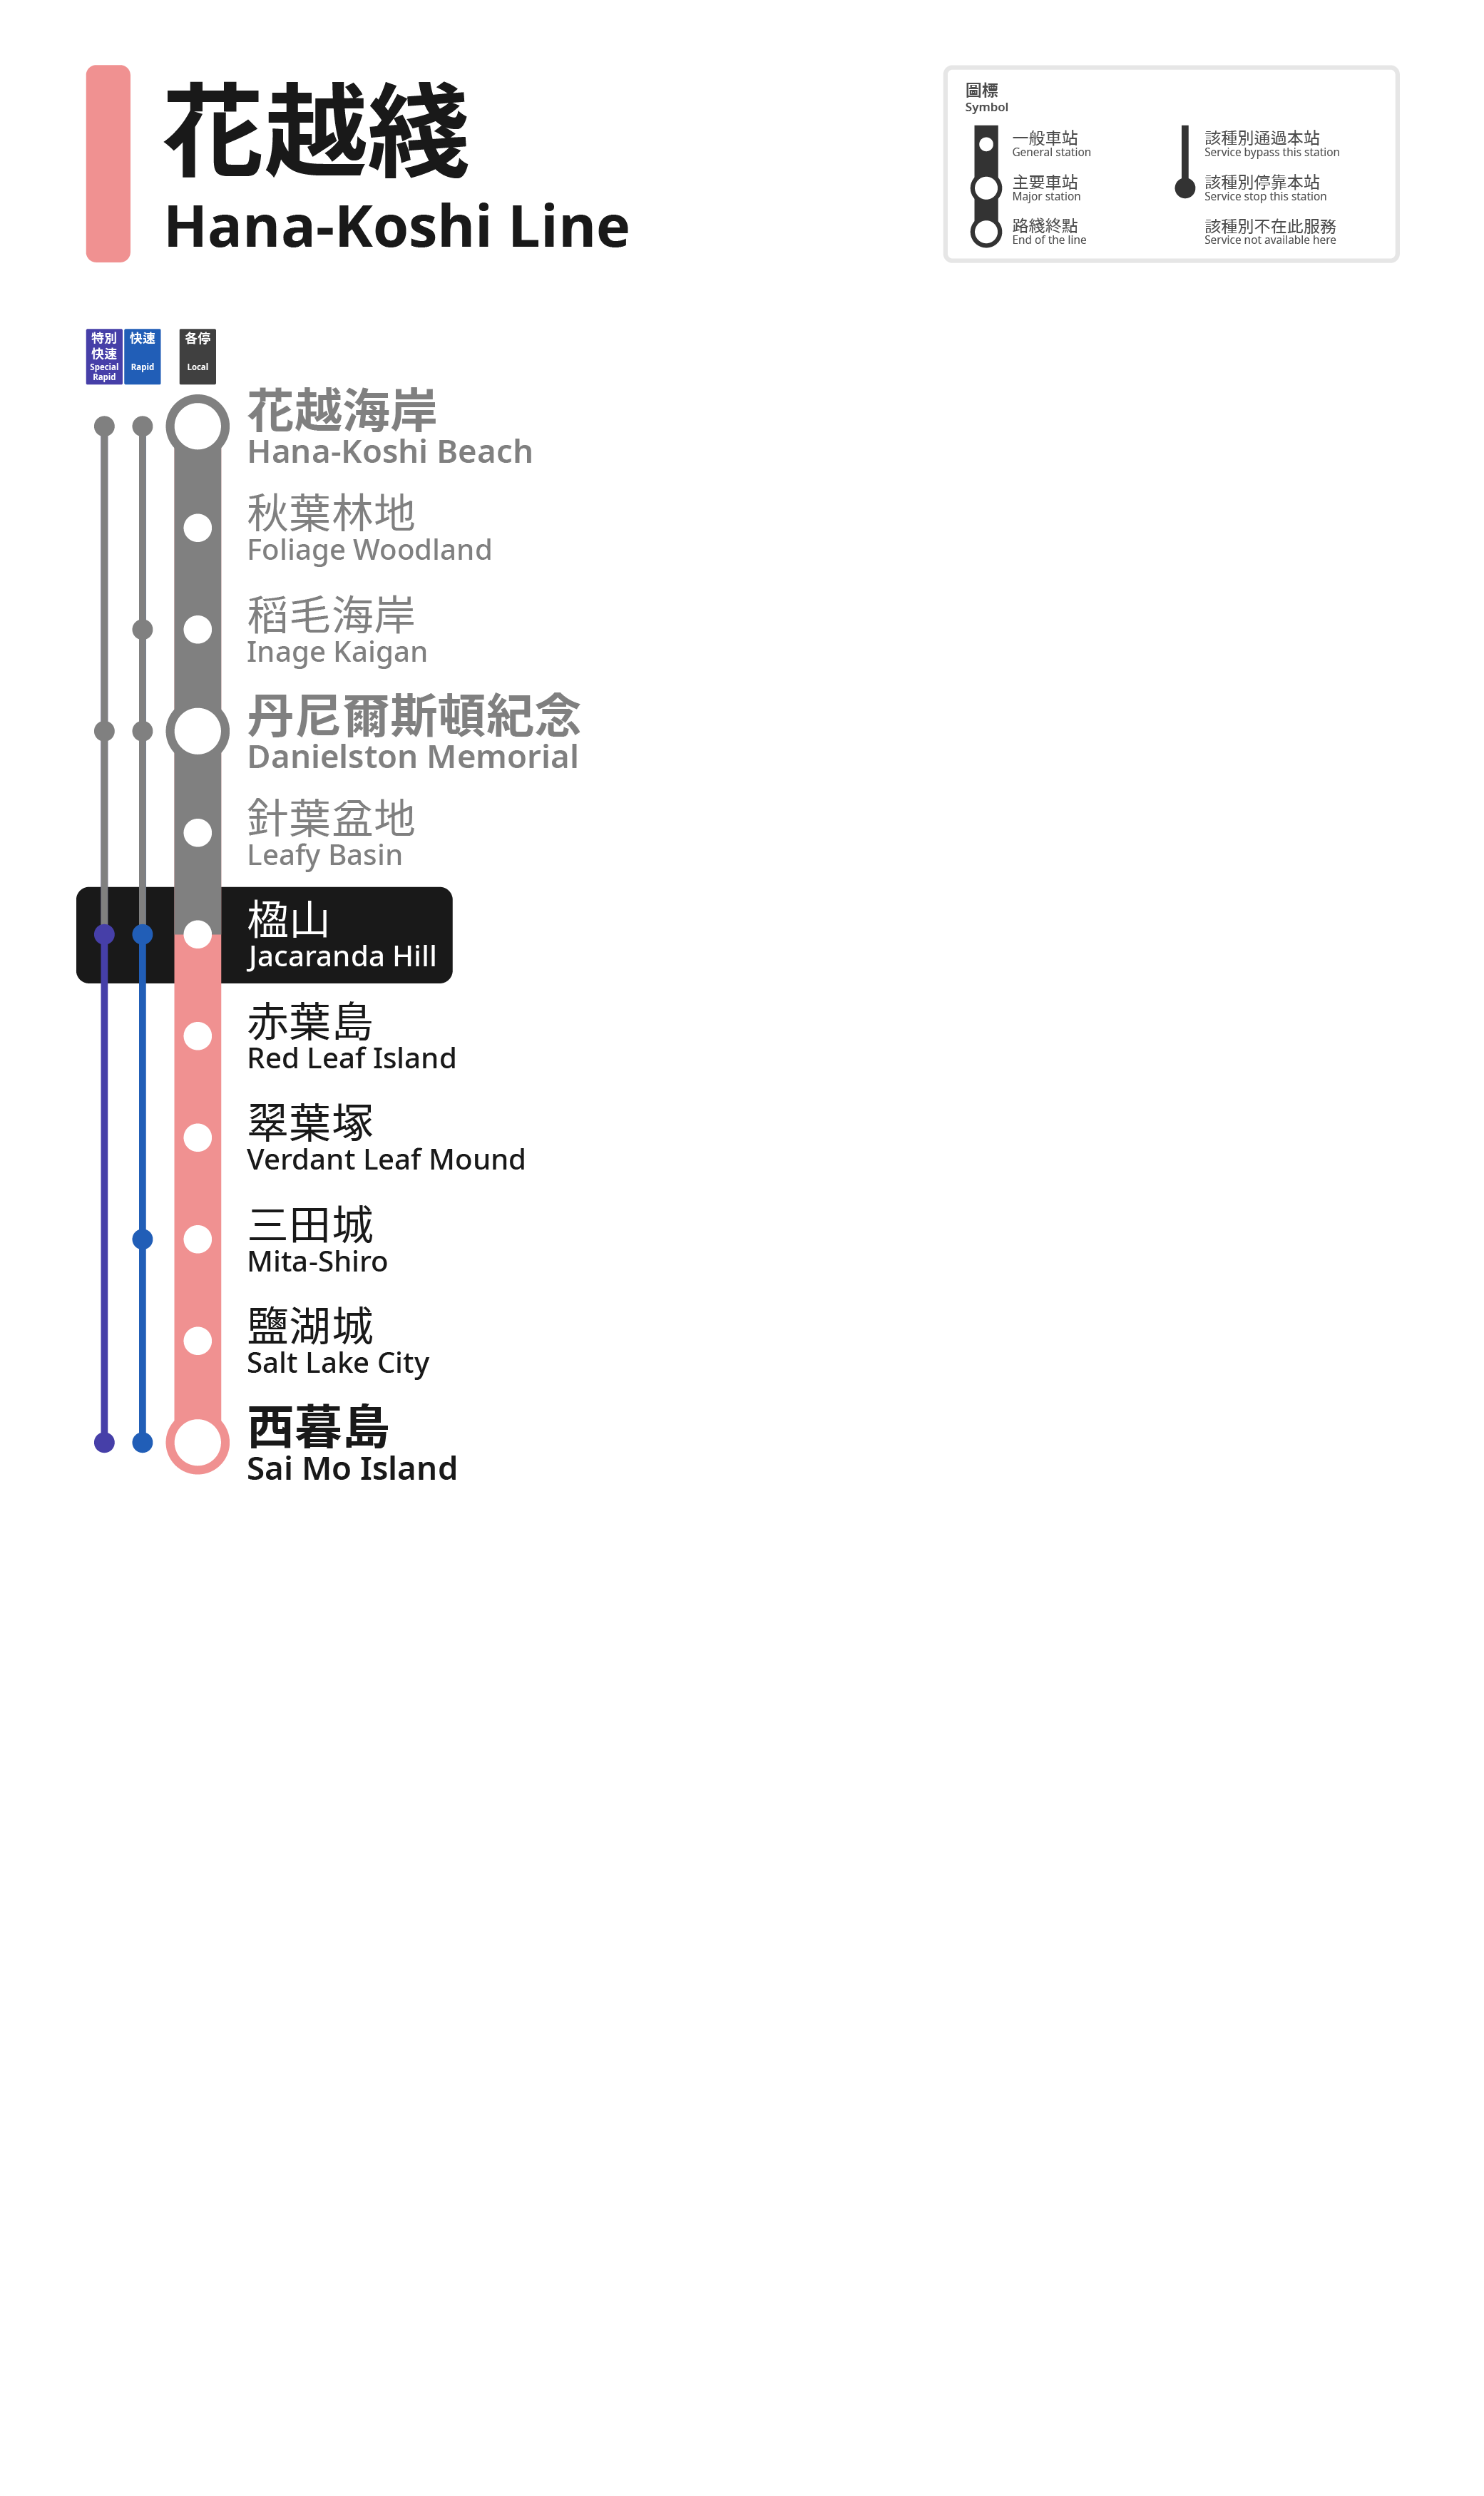 花越綫
Hana-Koshi Line
圖標
Symbol
一般車站
General station
主要車站
Major station
路綫終點
End of the line
該種別通過本站
Service bypass this station
該種別停靠本站
Service stop this station
該種別不在此服務
Service not available here
特別
快速
Special
Rapid
快速
Rapid
各停
Local
花越海岸
Hana-Koshi Beach
秋葉林地
Foliage Woodland
稻毛海岸
Inage Kaigan
丹尼爾斯頓紀念
Danielston Memorial
針葉盆地
Leafy Basin
楹山
Jacaranda Hill
赤葉島
Red Leaf Island
翠葉塚
Verdant Leaf Mound
三田城
Mita-Shiro
鹽湖城
Salt Lake City
西暮島
Sai Mo Island